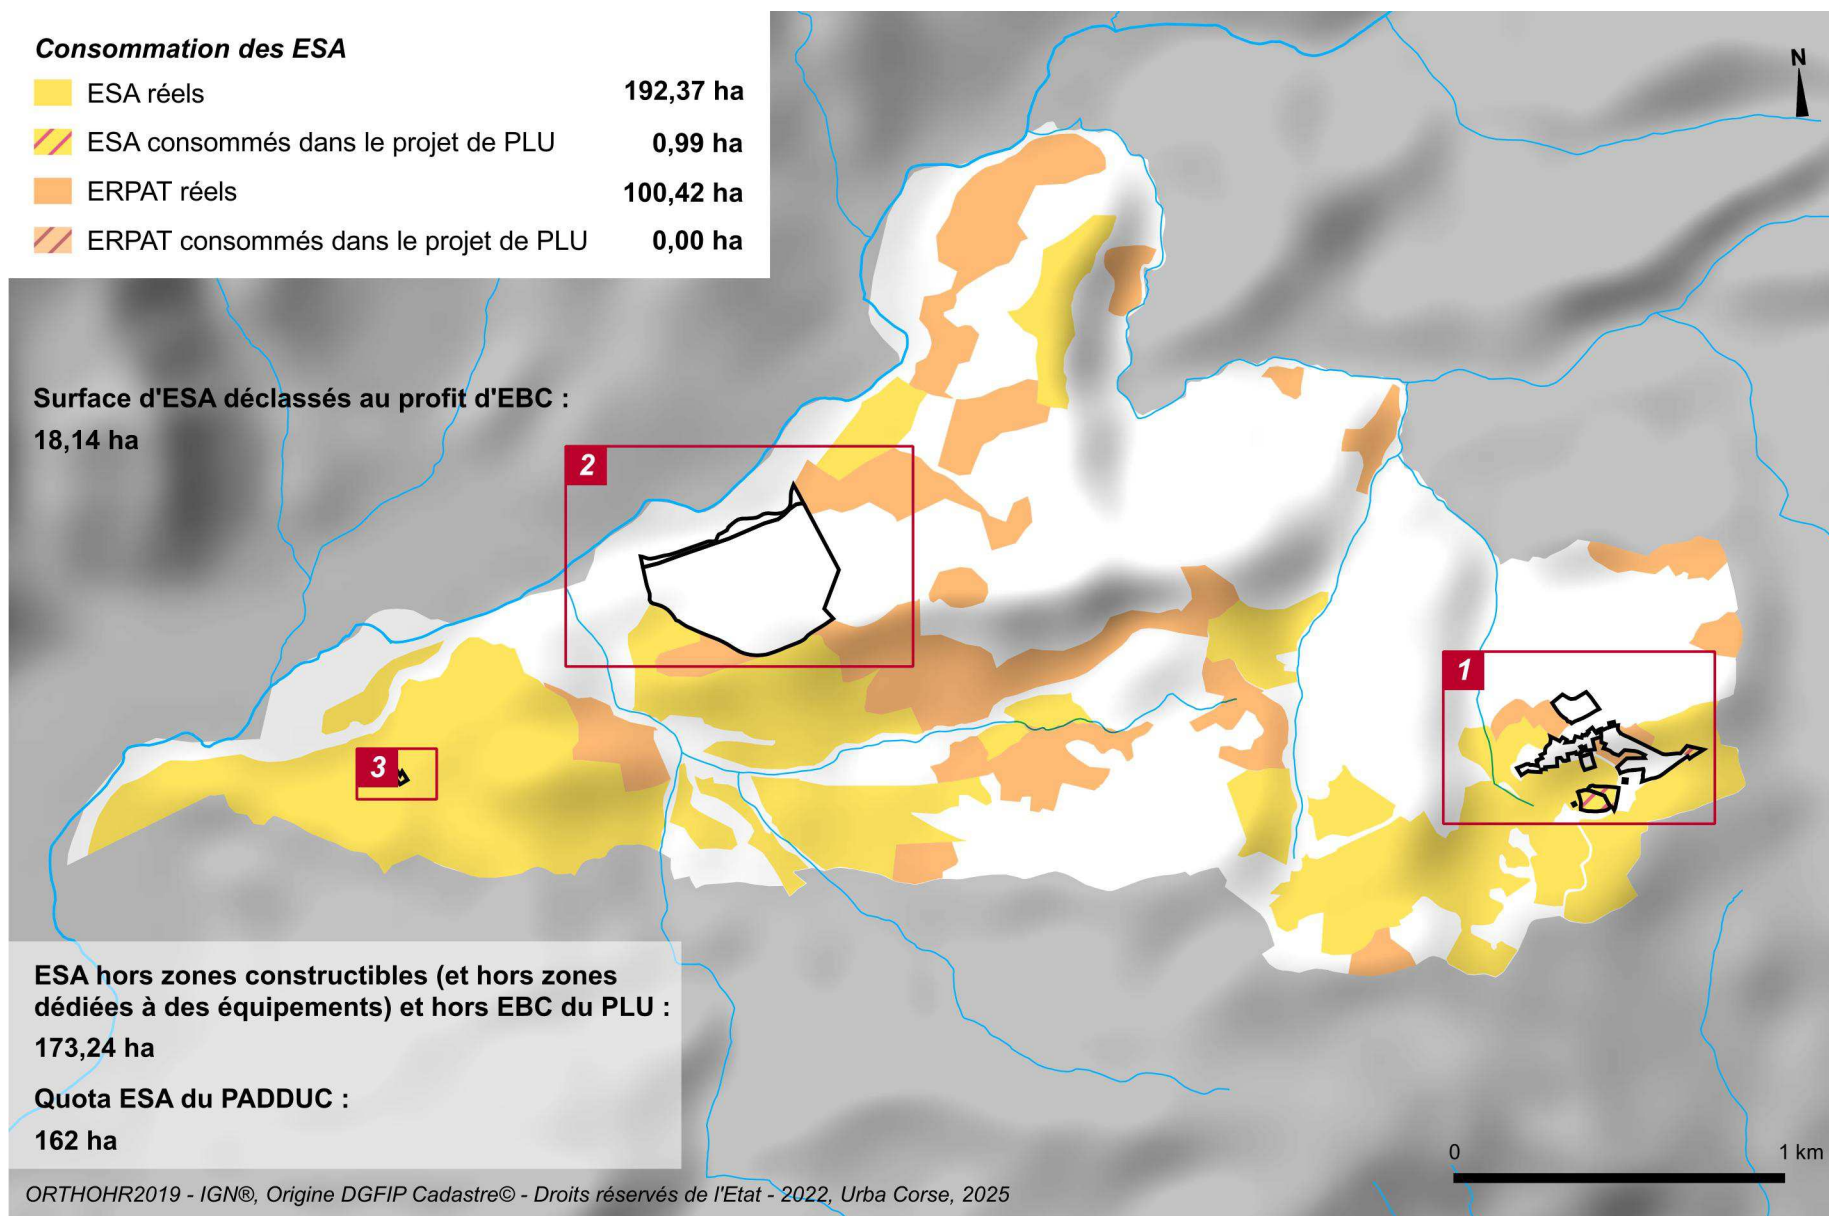 Consommation des ESA
ESA réels 192,37 ha
ESA consommés dans le projet de PLU 0,99 ha
ERPAT réels 100,42 ha
ERPAT consommés dans le projet de PLU 0,00 ha
N
Surface d'ESA déclassés au profit d'EBC :
18,14 ha
2
1
3
ESA hors zones constructibles (et hors zones
dédiées à des équipements) et hors EBC du PLU :
173,24 ha
Quota ESA du PADDUC :
162 ha
0 1 km
ORTHOHR2019 - IGN®, Origine DGFIP Cadastre© - Droits réservés de l'Etat - 2022, Urba Corse, 2025